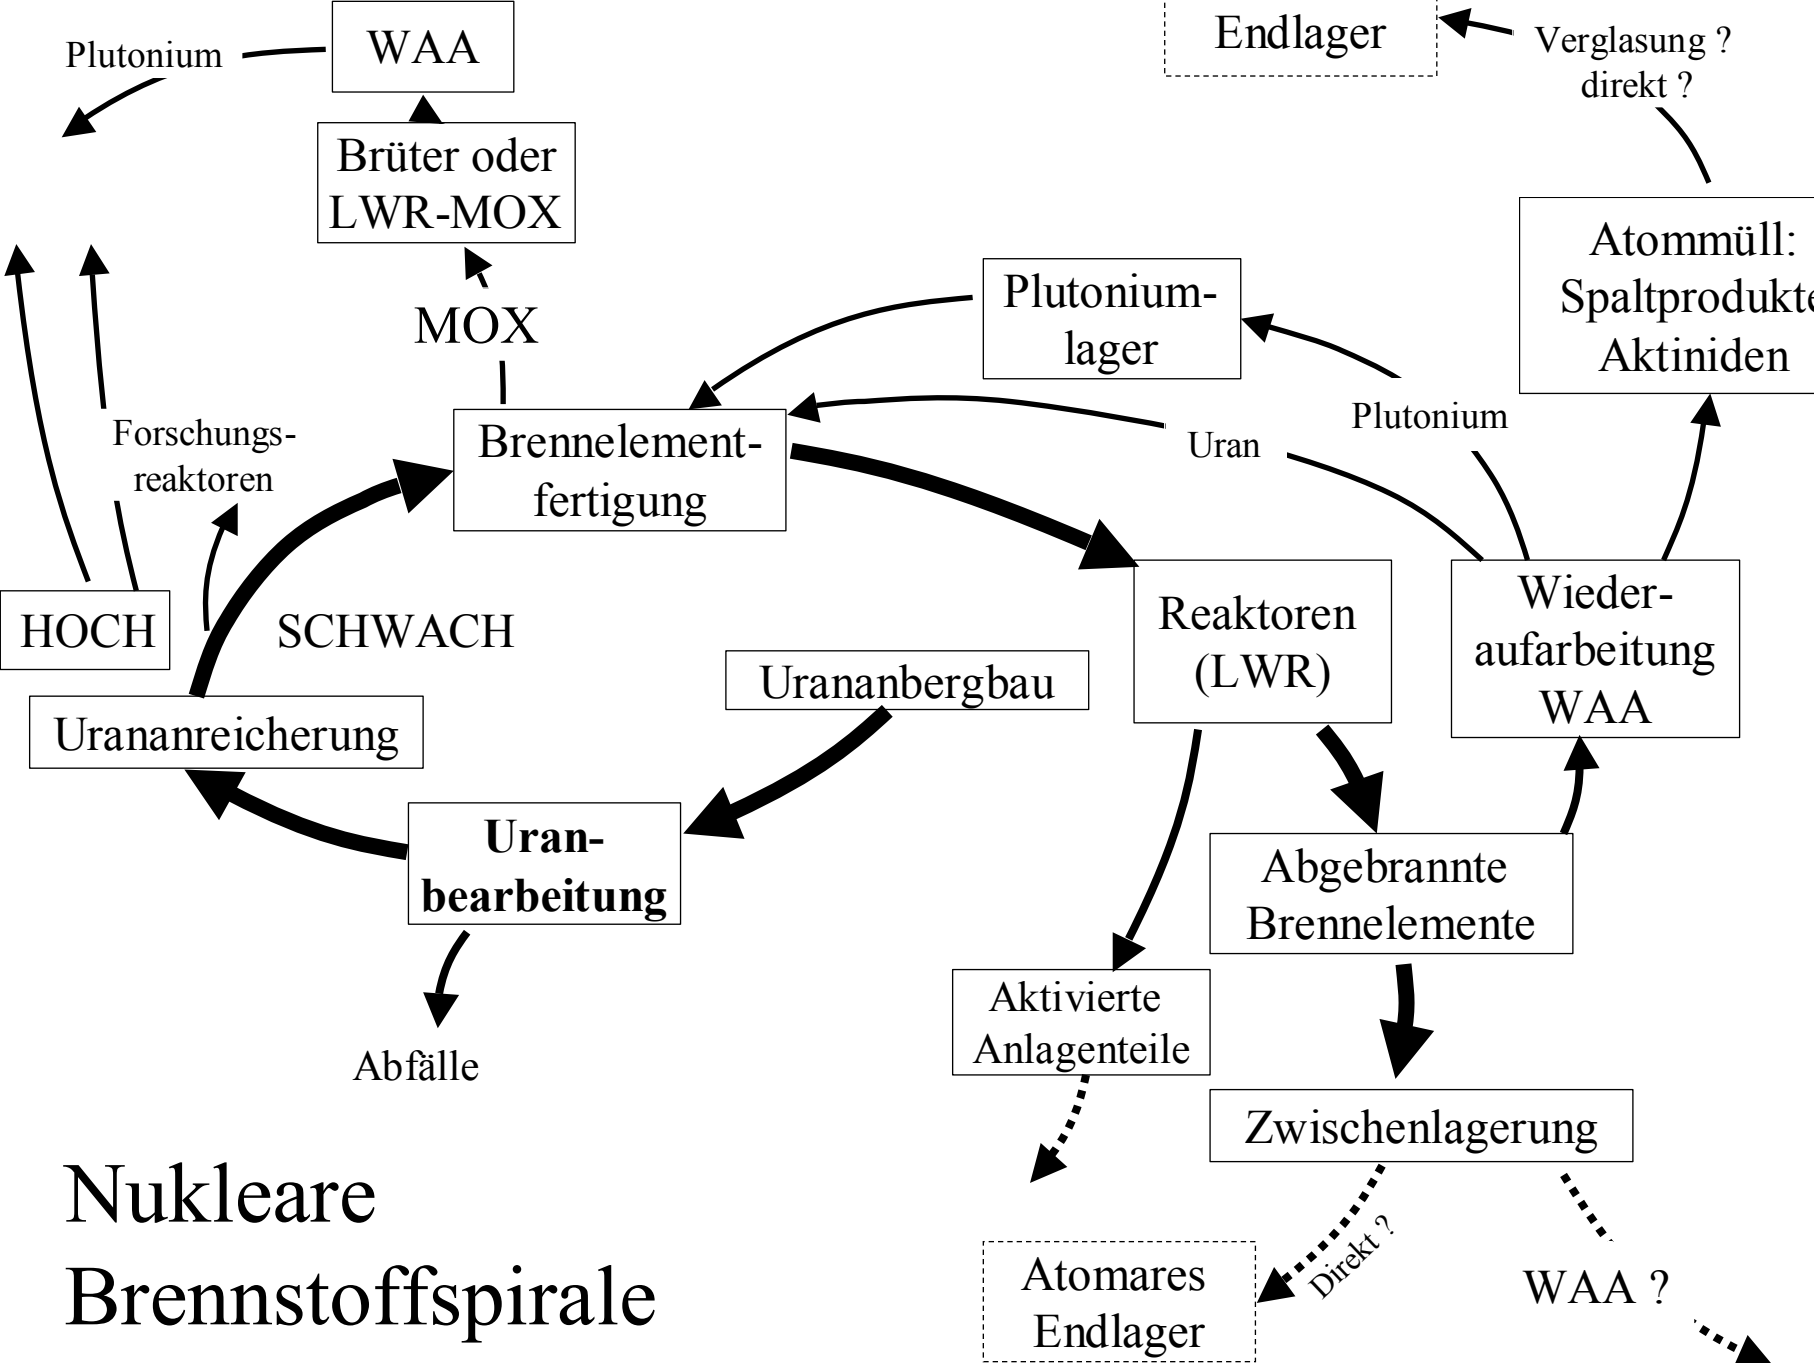 WAA
Plutonium
Endlager
Verglasung ?
direkt ?
Brüter oder
LWR-MOX
MOX
Plutonium-
lager
Atommüll:
Spaltprodukte
Aktiniden
Forschungs-
reaktoren
Brennelement-
fertigung
Uran
Plutonium
HOCH
SCHWACH
Reaktoren
(LWR)
Wieder-
aufarbeitung
WAA
Urananbergbau
Urananreicherung
Uran-
bearbeitung
Abgebrannte
Brennelemente
Aktivierte
Anlagenteile
Abfälle
Zwischenlagerung
Direkt ?
Atomares
Endlager
WAA ?
Nukleare
Brennstoffspirale